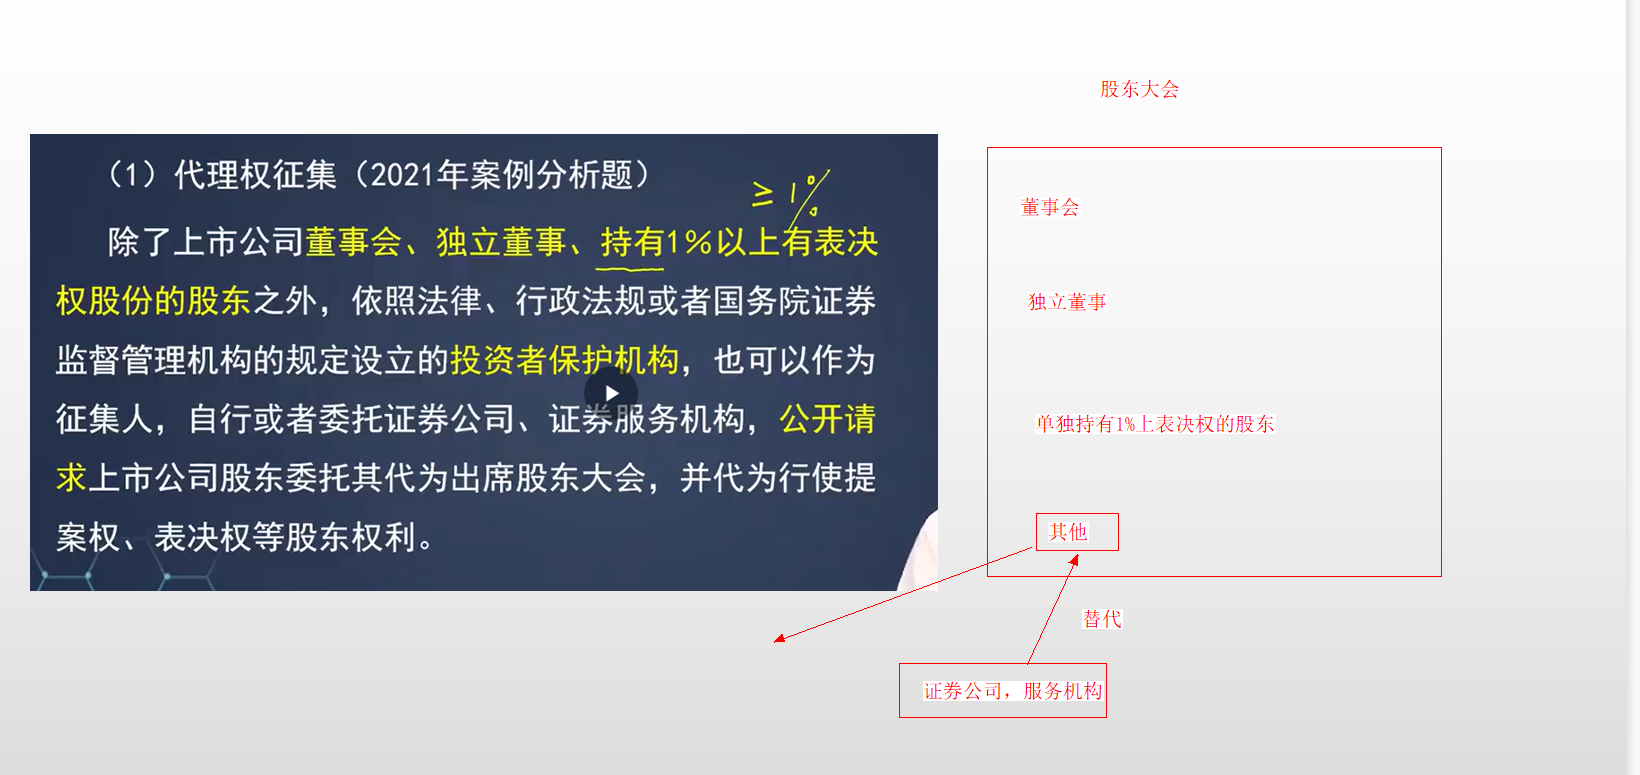 股东大会
（1）代理权征集（2021年案例分析题）
≥1%
除了上市公司董事会、独立董事、持有1%以上有表决
权股份的股东之外，依照法律、行政法规或者国务院证券
监督管理机构的规定设立的投资者保护机构，也可以作为
征集人，自行或者委托证券公司、证券服务机构，公开请
求上市公司股东委托其代为出席股东大会，并代为行使提
案权、表决权等股东权利。
董事会
独立董事
单独持有1%上表决权的股东
其他
替代
证券公司，服务机构